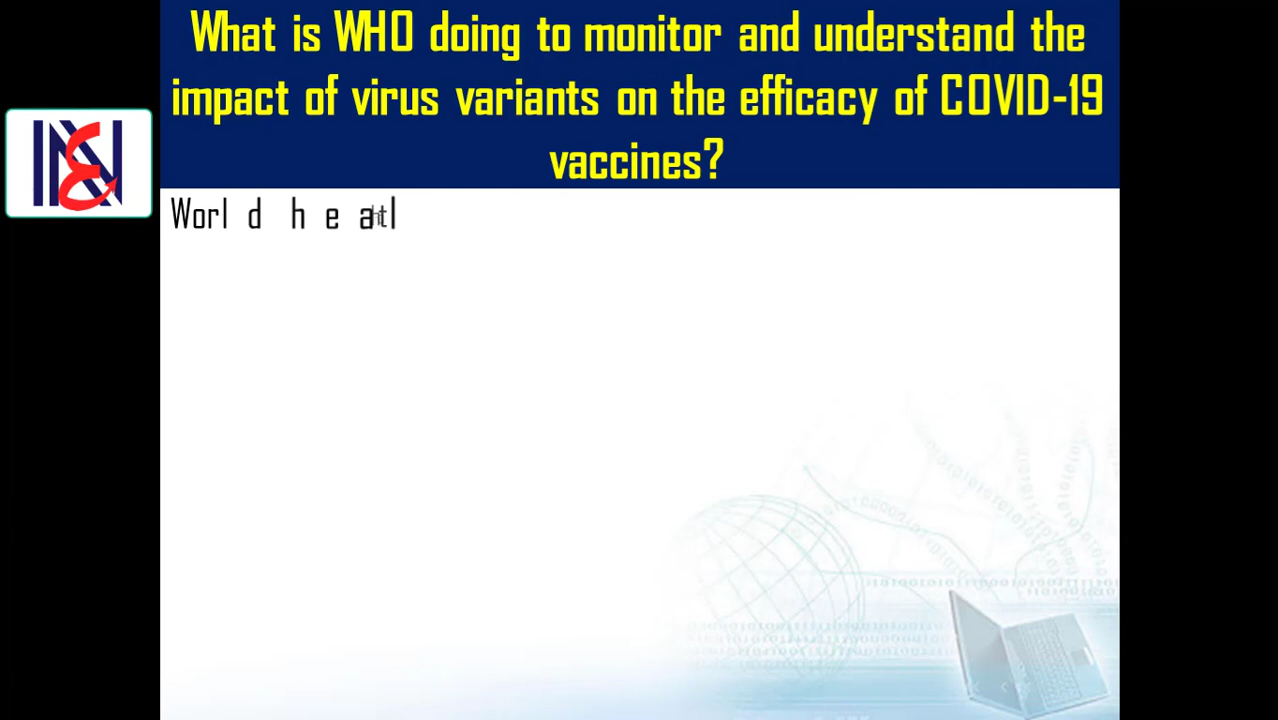 What is WHO doing to monitor and understand the
impact of virus variants on the efficacy of COVID-19
vaccines?
World